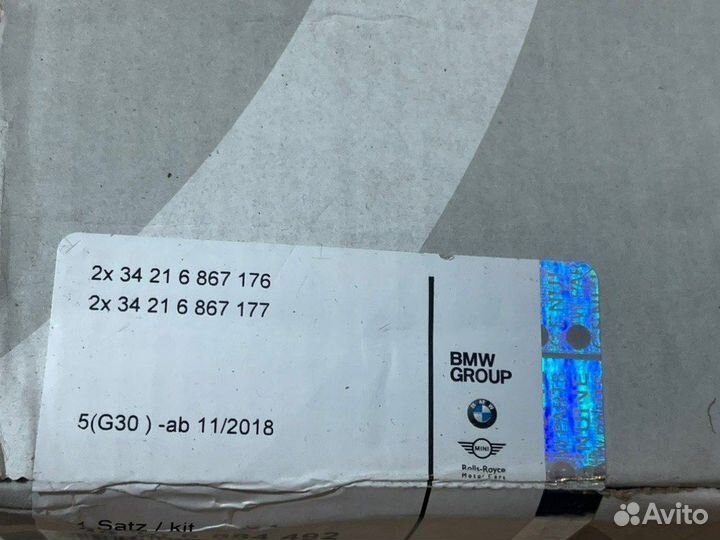 2x 34 21 6 867 176
2x 34 21 6 867 177
5(G30 ) -ab 11/2018
BMW
GROUP
BMW
MINI
Rolls-Royce
Motor Cars
1 Satz / kit
Avito